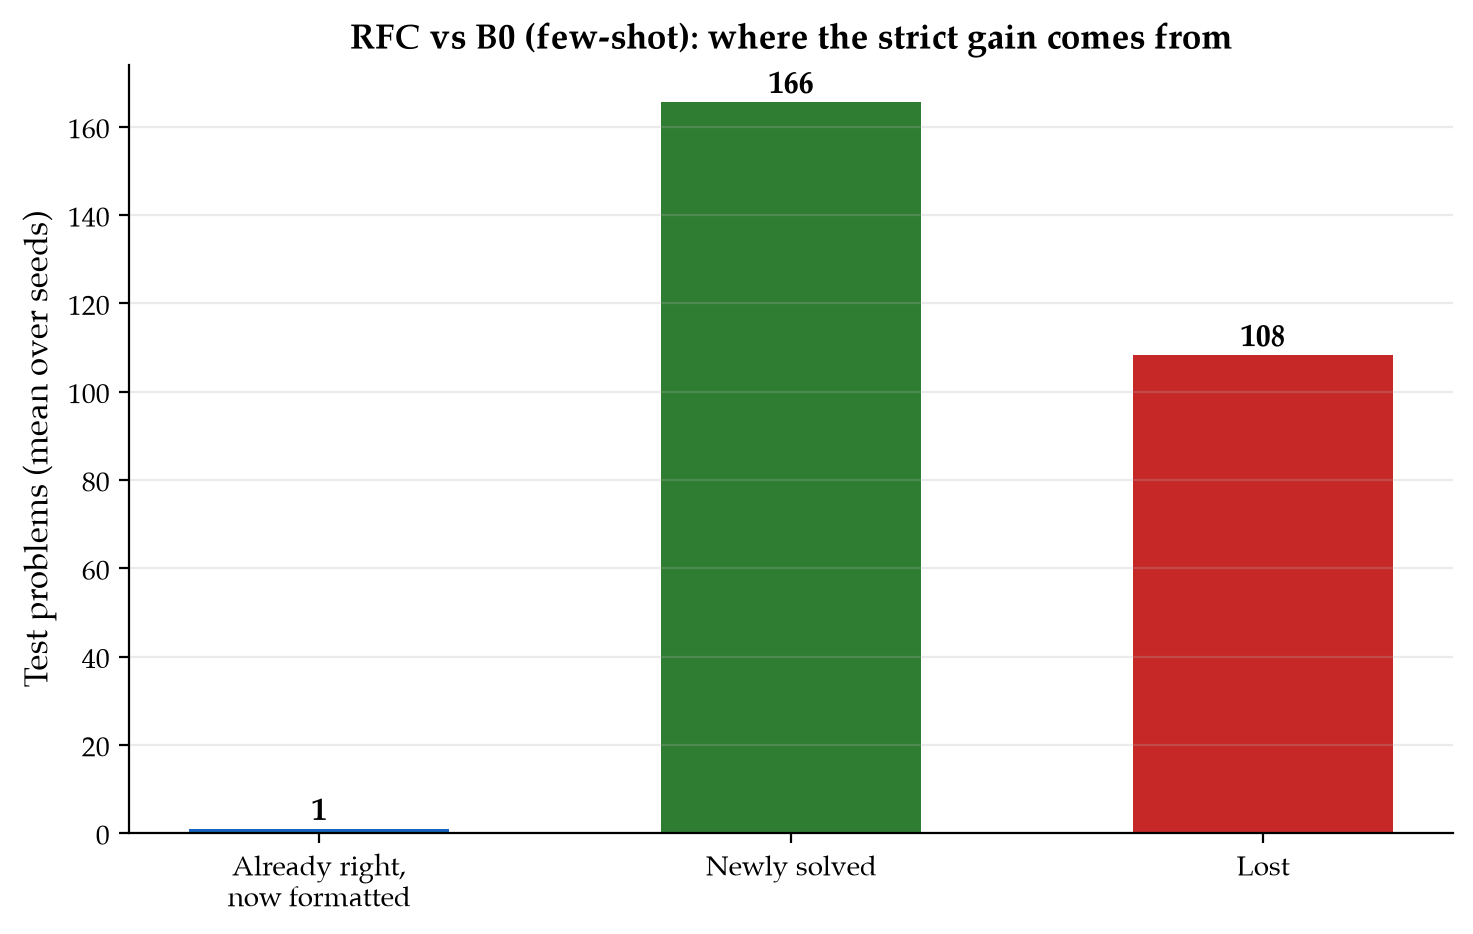 RFC vs B0 (few-shot): where the strict gain comes from
Test problems (mean over seeds)
160
140
120
100
80
60
40
20
0
1
166
108
Already right,
now formatted
Newly solved
Lost